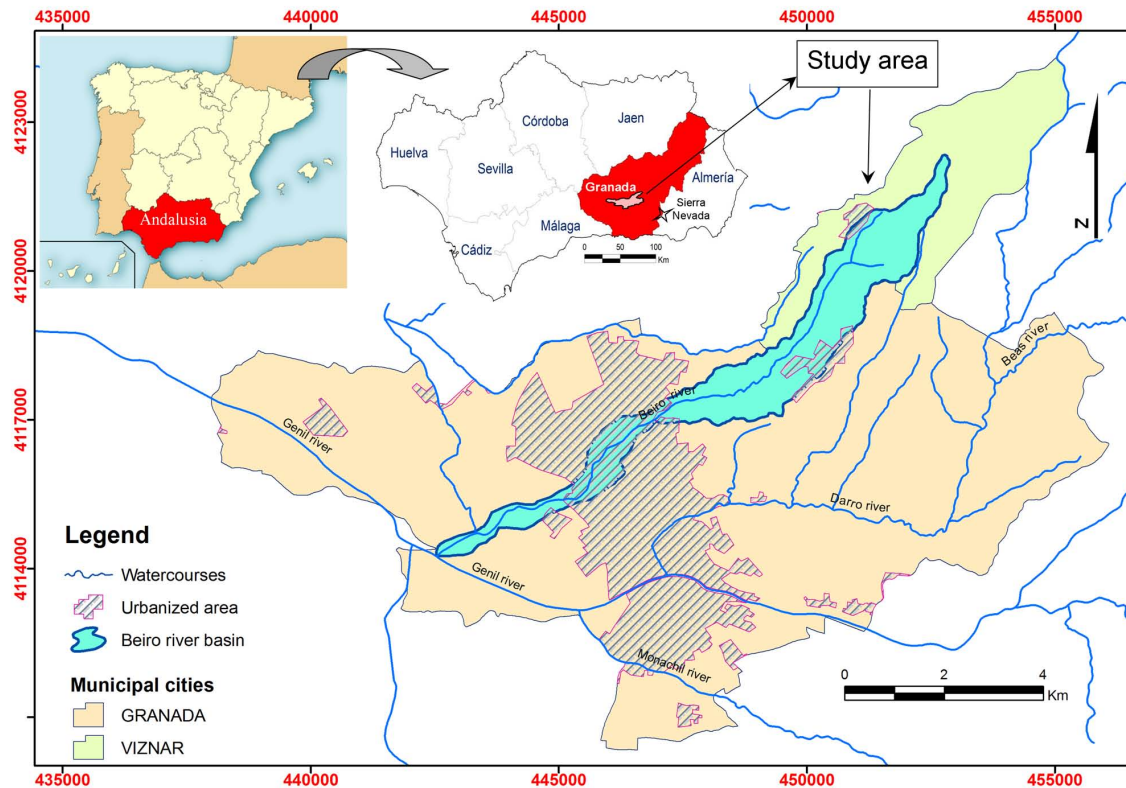 435000
440000
445000
450000
455000
4123000
4120000
4117000
4114000
Andalusia
Huelva
Sevilla
Córdoba
Jaen
Granada
Almería
Málaga
Cádiz
Sierra
Nevada
0 50 100
Km
Study area
Beas river
Beiro river
Darro river
Genil river
Genil river
Monachil river
N
Legend
Watercourses
Urbanized area
Beiro river basin
Municipal cities
GRANADA
VIZNAR
0 2 4
Km
435000
440000
445000
450000
455000